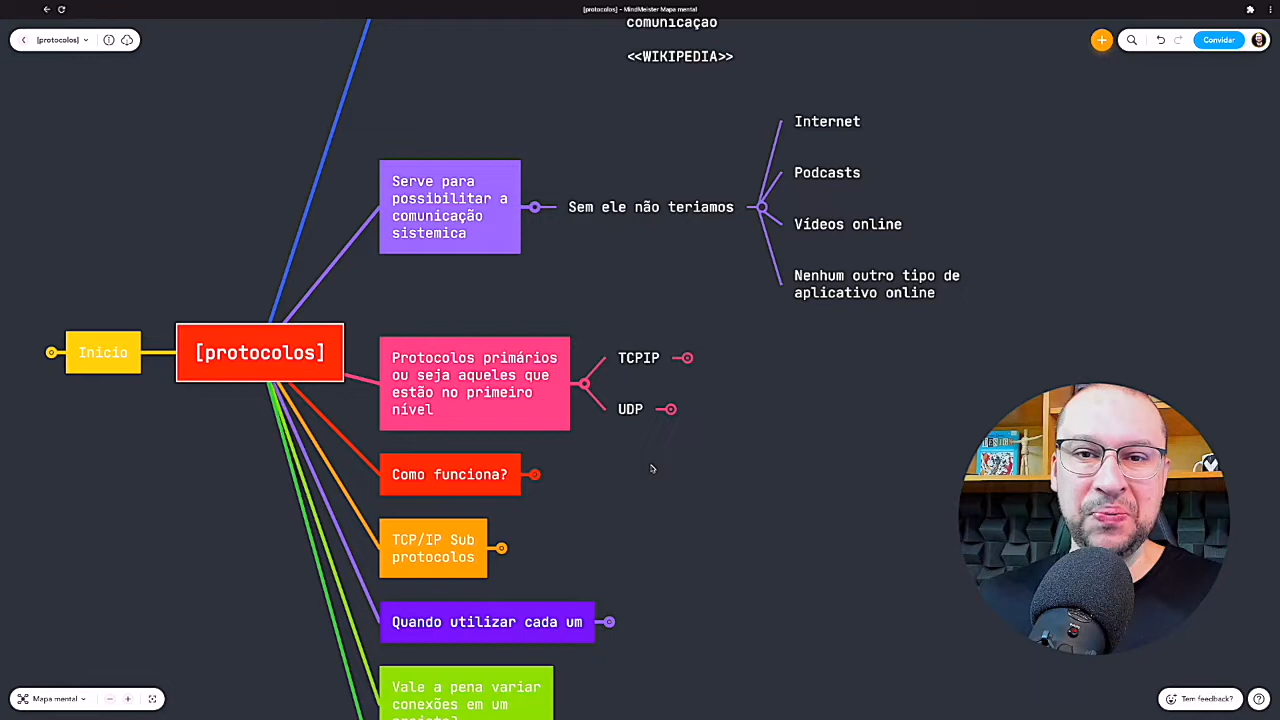 [protocolos] - MindMeister Mapa mental
[protocolos]
Convidar
comunicação
<<WIKIPEDIA>>
Serve para
possibilitar a
comunicação
sistemica
Sem ele não teriamos
Internet
Podcasts
Vídeos online
Nenhum outro tipo de
aplicativo online
Inicio
[protocolos]
Protocolos primários
ou seja aqueles que
estão no primeiro
nível
TCPIP
UDP
Como funciona?
TCP/IP Sub
protocolos
Quando utilizar cada um
Vale a pena variar
conexões em um
projeto?
Mapa mental
Tem feedback?